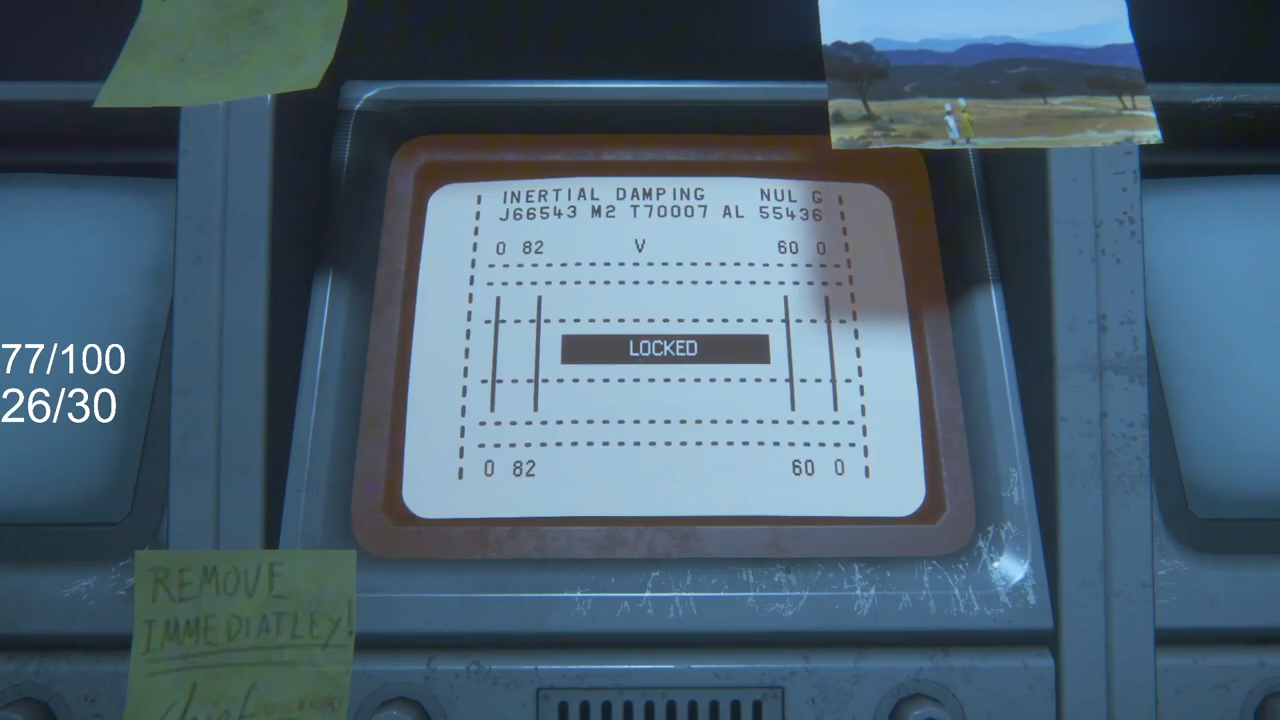 INERTIAL DAMPING NUL G
J66543 M2 T70007 AL 55436
0 82 V 60 0
LOCKED
0 82 60 0
77/100
26/30
REMOVE
IMMEDIATLEY!